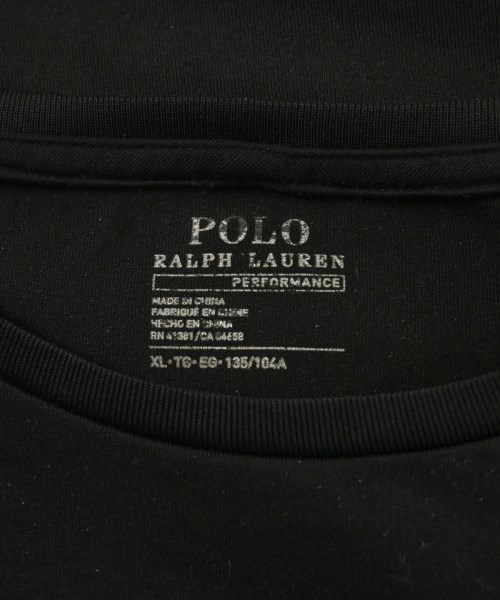 POLO
RALPH LAUREN
PERFORMANCE
MADE IN CHINA
FABRIQUÉ EN CHINE
HECHO EN CHINA
RN 41381/CA 54658
XL•TG•EG•135/104A